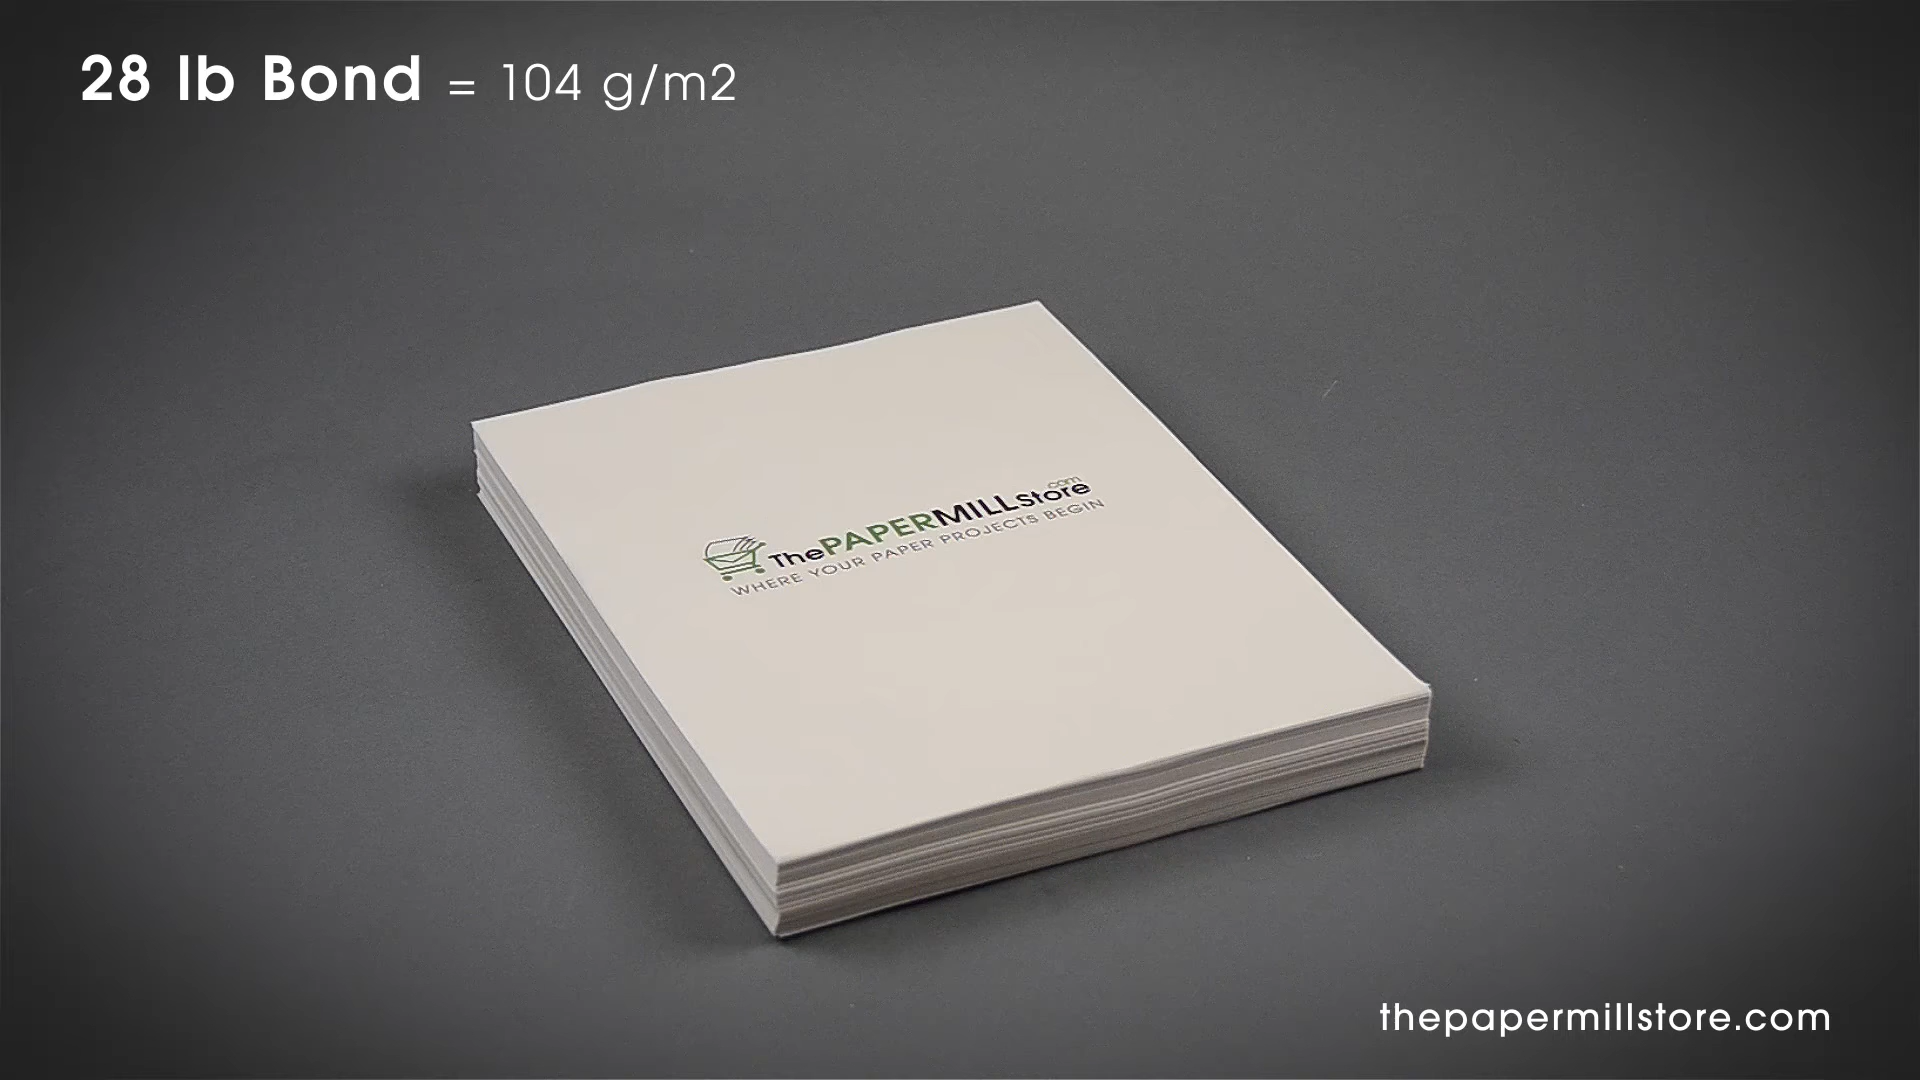 28 lb Bond = 104 g/m2
.com
ThePAPERMILLstore
WHERE YOUR PAPER PROJECTS BEGIN
thepapermillstore.com